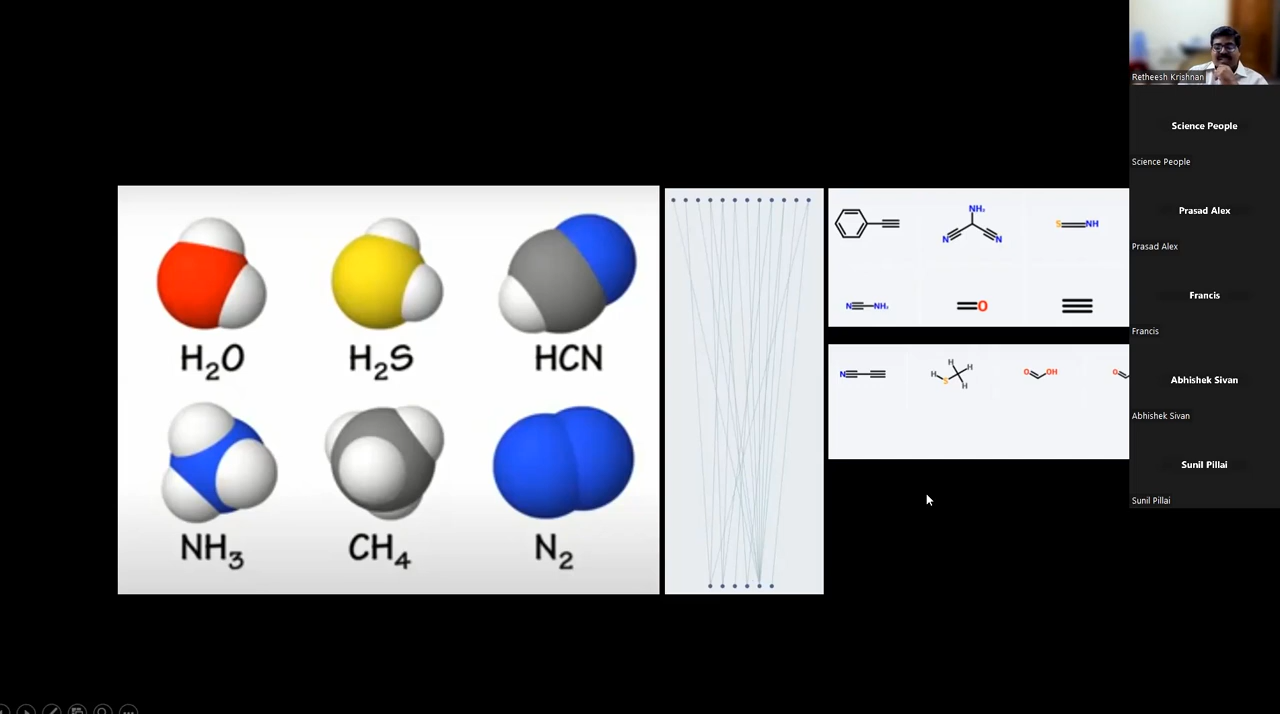 H₂O
H₂S
HCN
NH₃
CH₄
N₂
NH₂
N
N
S
NH
N
NH₂
O
N
H
H
H
S
H
O
OH
O
Retheesh Krishnan
Science People
Science People
Prasad Alex
Prasad Alex
Francis
Francis
Abhishek Sivan
Abhishek Sivan
Sunil Pillai
Sunil Pillai